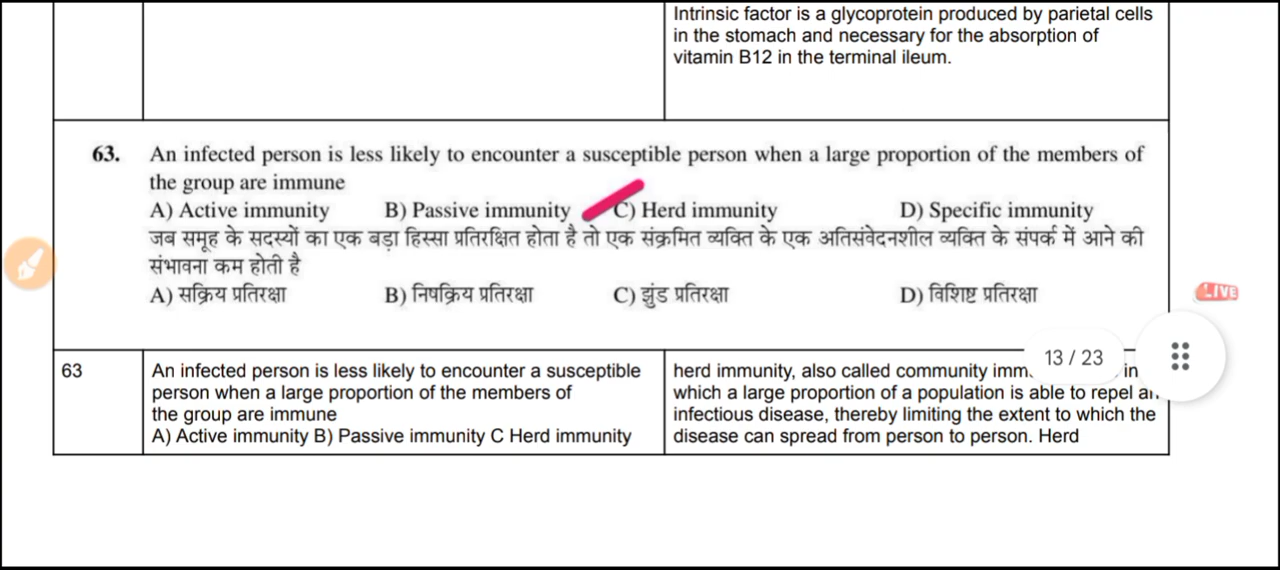 Intrinsic factor is a glycoprotein produced by parietal cells
in the stomach and necessary for the absorption of
vitamin B12 in the terminal ileum.
63. An infected person is less likely to encounter a susceptible person when a large proportion of the members of
the group are immune
A) Active immunity B) Passive immunity C) Herd immunity D) Specific immunity
जब समूह के सदस्यों का एक बड़ा हिस्सा प्रतिरक्षित होता है तो एक संक्रमित व्यक्ति के एक अतिसंवेदनशील व्यक्ति के संपर्क में आने की
संभावना कम होती है
A) सक्रिय प्रतिरक्षा B) निषक्रिय प्रतिरक्षा C) झुंड प्रतिरक्षा D) विशिष्ट प्रतिरक्षा
LIVE
13 / 23
63 An infected person is less likely to encounter a susceptible
person when a large proportion of the members of
the group are immune
A) Active immunity B) Passive immunity C Herd immunity
herd immunity, also called community in
which a large proportion of a population is able to repel an
infectious disease, thereby limiting the extent to which the
disease can spread from person to person. Herd